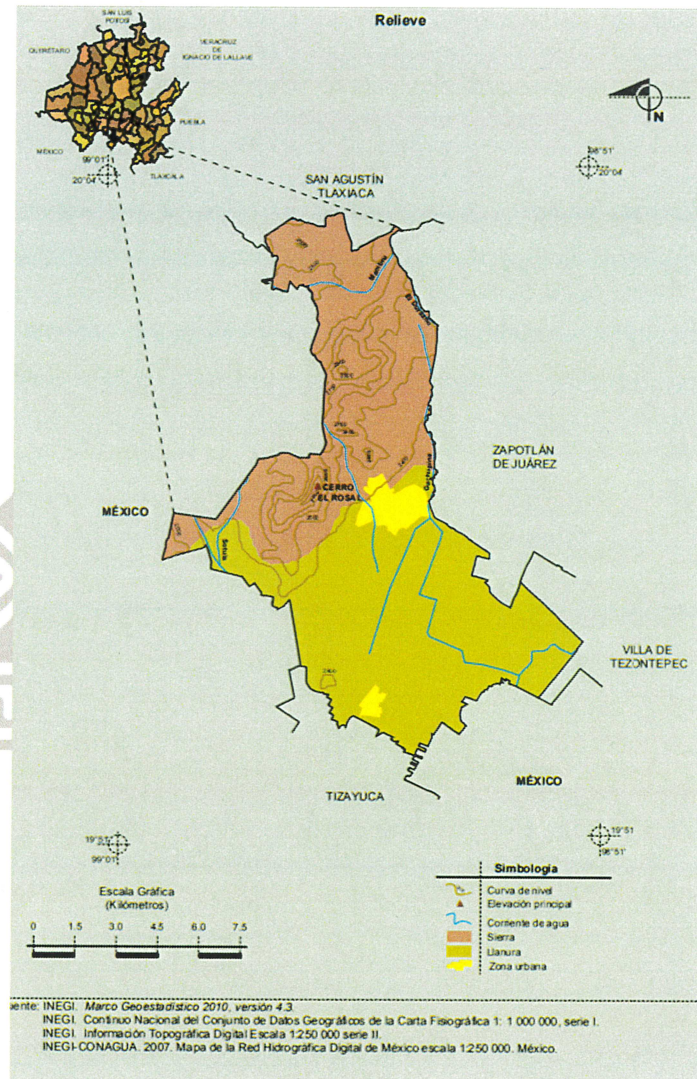 Relieve
SAN LUIS
POTOSÍ
QUERÉTARO
VERACRUZ
DE
IGNACIO DE LA LLAVE
PUEBLA
MÉXICO
TLAXCALA
N
99°01'
20°04'
98°51'
20°04'
SAN AGUSTÍN
TLAXIACA
ZAPOTLÁN
DE JUÁREZ
CERRO
EL ROSAL
MÉXICO
VILLA DE
TEZONTEPEC
2400
MÉXICO
TIZAYUCA
19°51'
99°01'
19°51'
98°51'
Escala Gráfica
(Kilómetros)
0 1.5 3.0 4.5 6.0 7.5
Simbología
Curva de nivel
Elevación principal
Corriente de agua
Sierra
Llanura
Zona urbana
uente: INEGI. Marco Geoestadístico 2010, versión 4.3.
INEGI. Continuo Nacional del Conjunto de Datos Geográficos de la Carta Fisiográfica 1: 1 000 000, serie I.
INEGI. Información Topográfica Digital Escala 1:250 000 serie II.
INEGI-CONAGUA. 2007. Mapa de la Red Hidrográfica Digital de México escala 1:250 000. México.